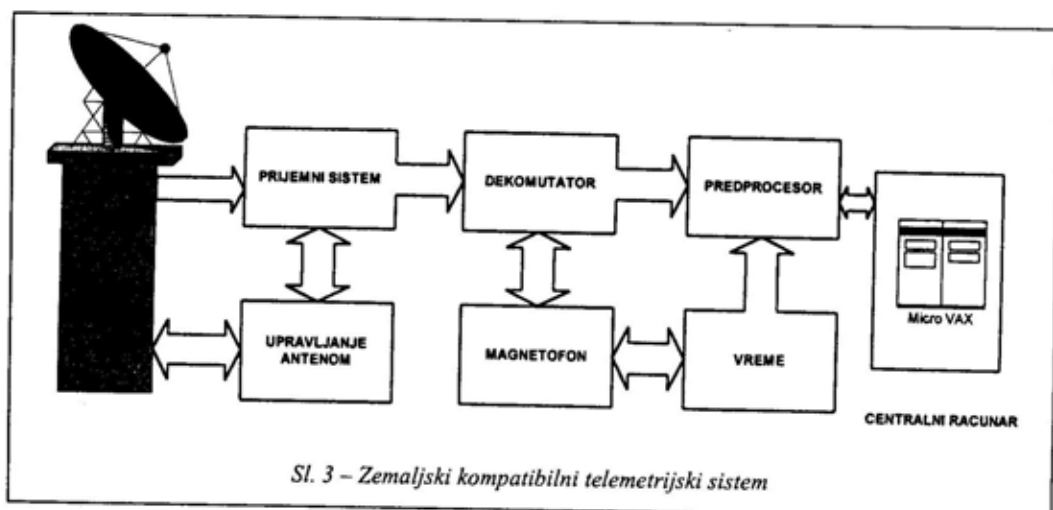 PRIJEMNI SISTEM
DEKOMUTATOR
PREDPROCESOR
Micro VAX
UPRAVLJANJE
ANTENOM
MAGNETOFON
VREME
CENTRALNI RACUNAR
Sl. 3 – Zemaljski kompatibilni telemetrijski sistem